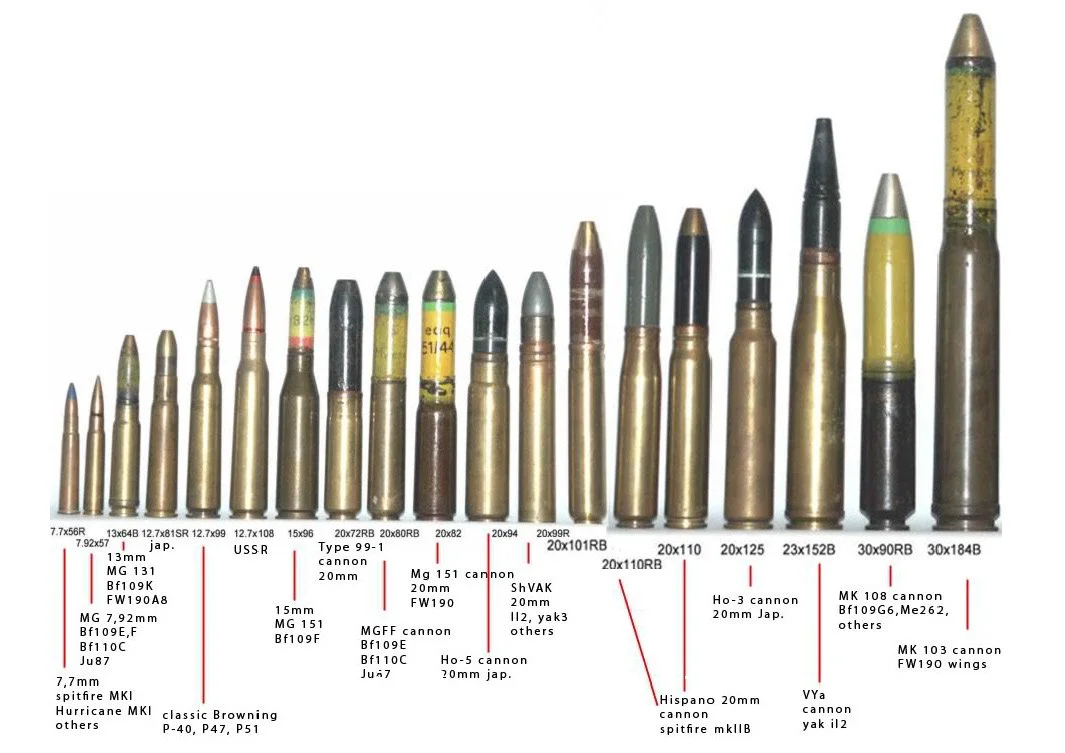 7.7x56R
7.92x57
13x64B
12.7x81SR
jap.
12.7x99
12.7x108
USSR
15x96
20x72RB
20x80RB
20x82
20x94
20x99R
20x101RB
20x110RB
20x110
20x125
23x152B
30x90RB
30x184B
7,7mm
spitfire MKI
Hurricane MKI
others
MG 7,92mm
Bf109E,F
Bf110C
Ju87
13mm
MG 131
Bf109K
FW190A8
classic Browning
P-40, P47, P51
15mm
MG 151
Bf109F
Type 99-1
cannon
20mm
MGFF cannon
Bf109E
Bf110C
Ju87
Mg 151 cannon
20mm
FW190
Ho-5 cannon
20mm jap.
ShVAK
20mm
Il2, yak3
others
Hispano 20mm
cannon
spitfire mkIIB
Ho-3 cannon
20mm Jap.
VYa
cannon
yak il2
MK 108 cannon
Bf109G6,Me262,
others
MK 103 cannon
FW190 wings
51/44